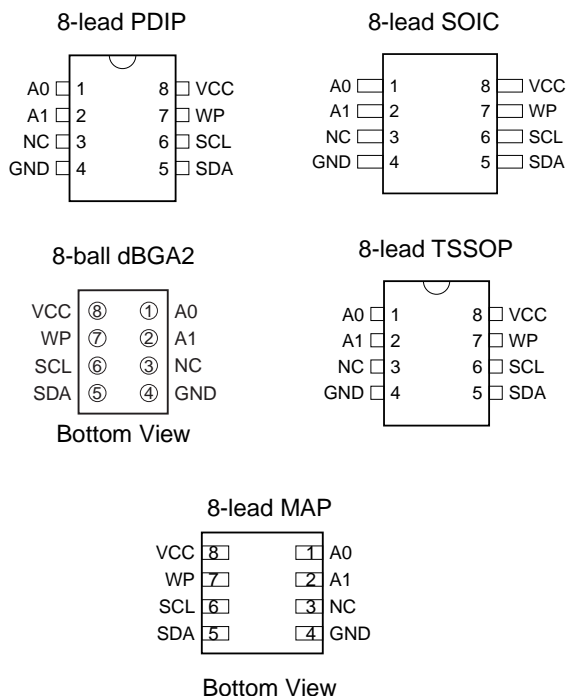 8-lead PDIP
A0 1 8 VCC
A1 2 7 WP
NC 3 6 SCL
GND 4 5 SDA
8-lead SOIC
A0 1 8 VCC
A1 2 7 WP
NC 3 6 SCL
GND 4 5 SDA
8-ball dBGA2
VCC 8 1 A0
WP 7 2 A1
SCL 6 3 NC
SDA 5 4 GND
Bottom View
8-lead TSSOP
A0 1 8 VCC
A1 2 7 WP
NC 3 6 SCL
GND 4 5 SDA
8-lead MAP
VCC 8 1 A0
WP 7 2 A1
SCL 6 3 NC
SDA 5 4 GND
Bottom View